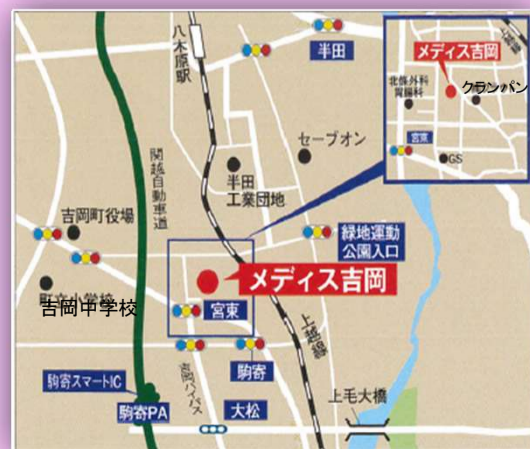 八木原駅
半田
メディス吉岡
北條外科
胃腸科
クランパン
宮東
GS
関越自動車道
セーブオン
半田
工業団地
吉岡町役場
緑地運動
公園入口
メディス吉岡
吉岡中学校
宮東
上越線
駒寄
駒寄スマートIC
吉岡バイパス
駒寄PA
大松
上毛大橋